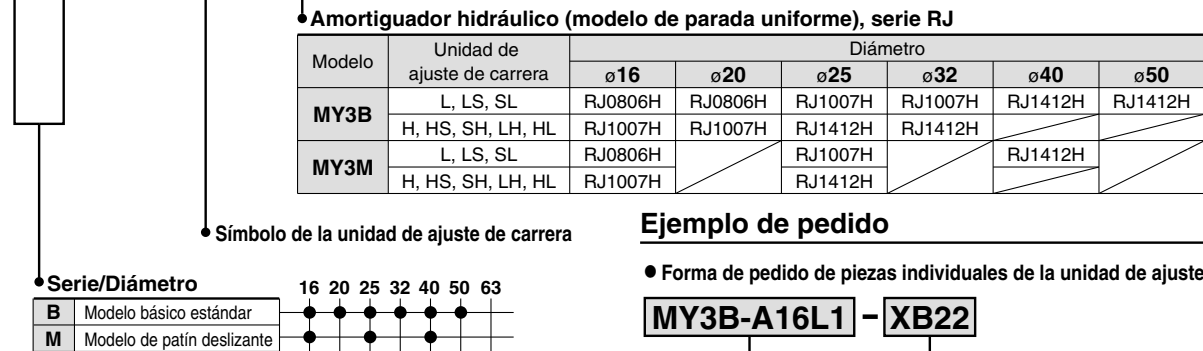 Amortiguador hidráulico (modelo de parada uniforme), serie RJ
Modelo Unidad de ajuste de carrera Diámetro
ø16 ø20 ø25 ø32 ø40 ø50
MY3B L, LS, SL RJ0806H RJ0806H RJ1007H RJ1007H RJ1412H RJ1412H
H, HS, SH, LH, HL RJ1007H RJ1007H RJ1412H RJ1412H
MY3M L, LS, SL RJ0806H RJ1007H RJ1412H
H, HS, SH, LH, HL RJ1007H RJ1412H
Símbolo de la unidad de ajuste de carrera
Serie/Diámetro 16 20 25 32 40 50 63
B Modelo básico estándar
M Modelo de patín deslizante
Ejemplo de pedido
Forma de pedido de piezas individuales de la unidad de ajuste
MY3B-A16L1 – XB22